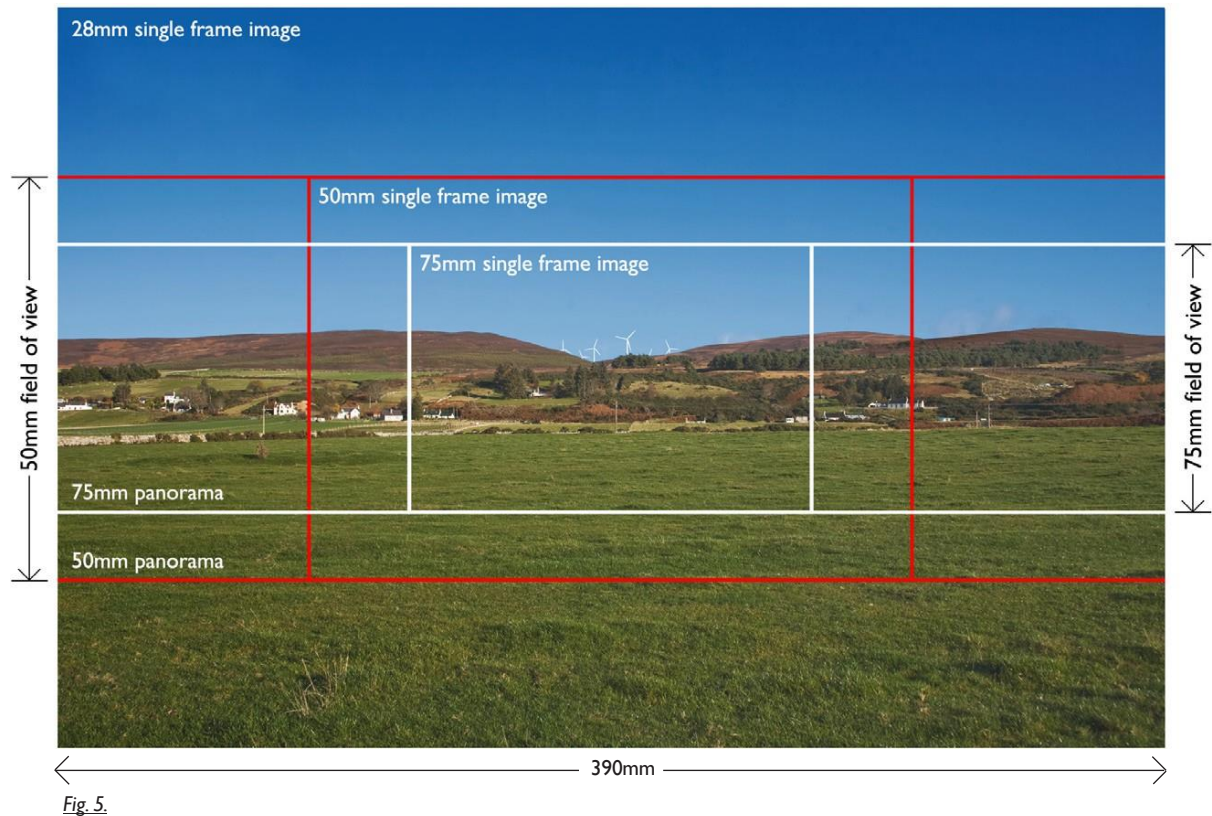 28mm single frame image
50mm single frame image
75mm single frame image
50mm field of view
75mm field of view
75mm panorama
50mm panorama
390mm
Fig. 5.